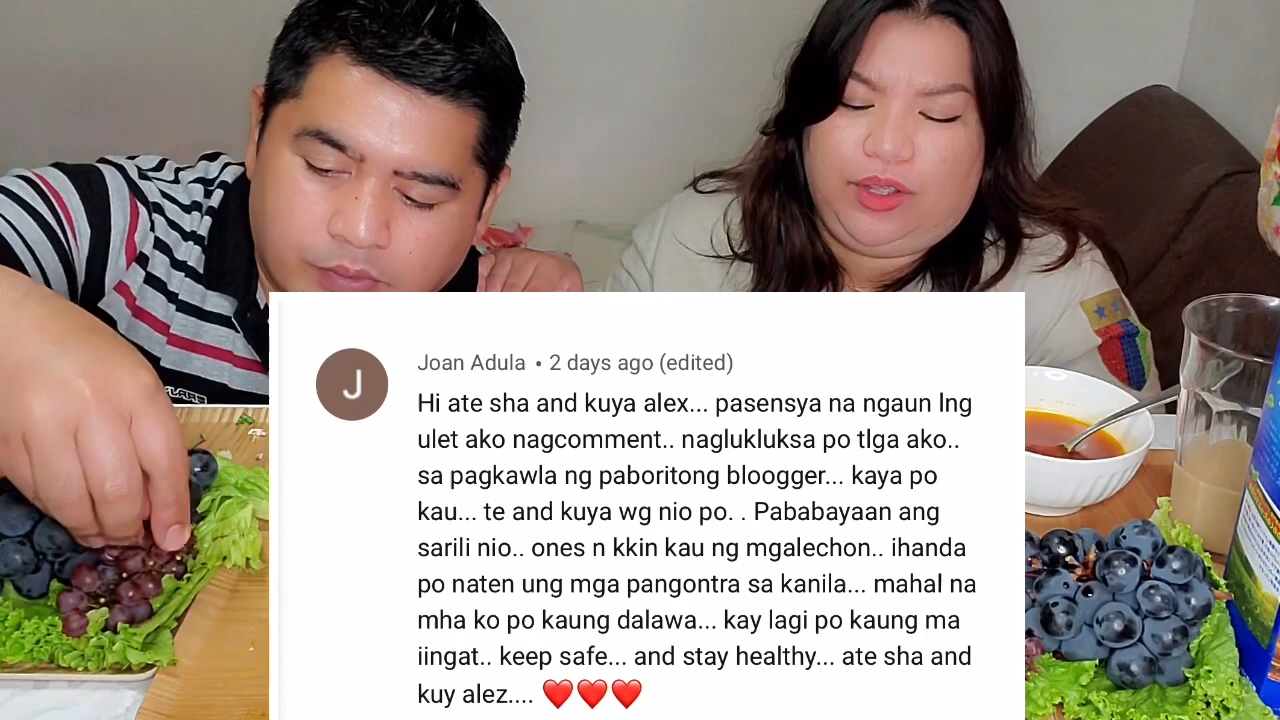 J
Joan Adula • 2 days ago (edited)
Hi ate sha and kuya alex... pasensya na ngaun lng
ulet ako nagcomment.. naglukluksa po tlga ako..
sa pagkawla ng paboritong bloogger... kaya po
kau... te and kuya wg nio po. . Pababayaan ang
sarili nio.. ones n kkin kau ng mgalechon.. ihanda
po naten ung mga pangontra sa kanila... mahal na
mha ko po kaung dalawa... kay lagi po kaung ma
iingat.. keep safe... and stay healthy... ate sha and
kuy alez.... ❤️❤️❤️